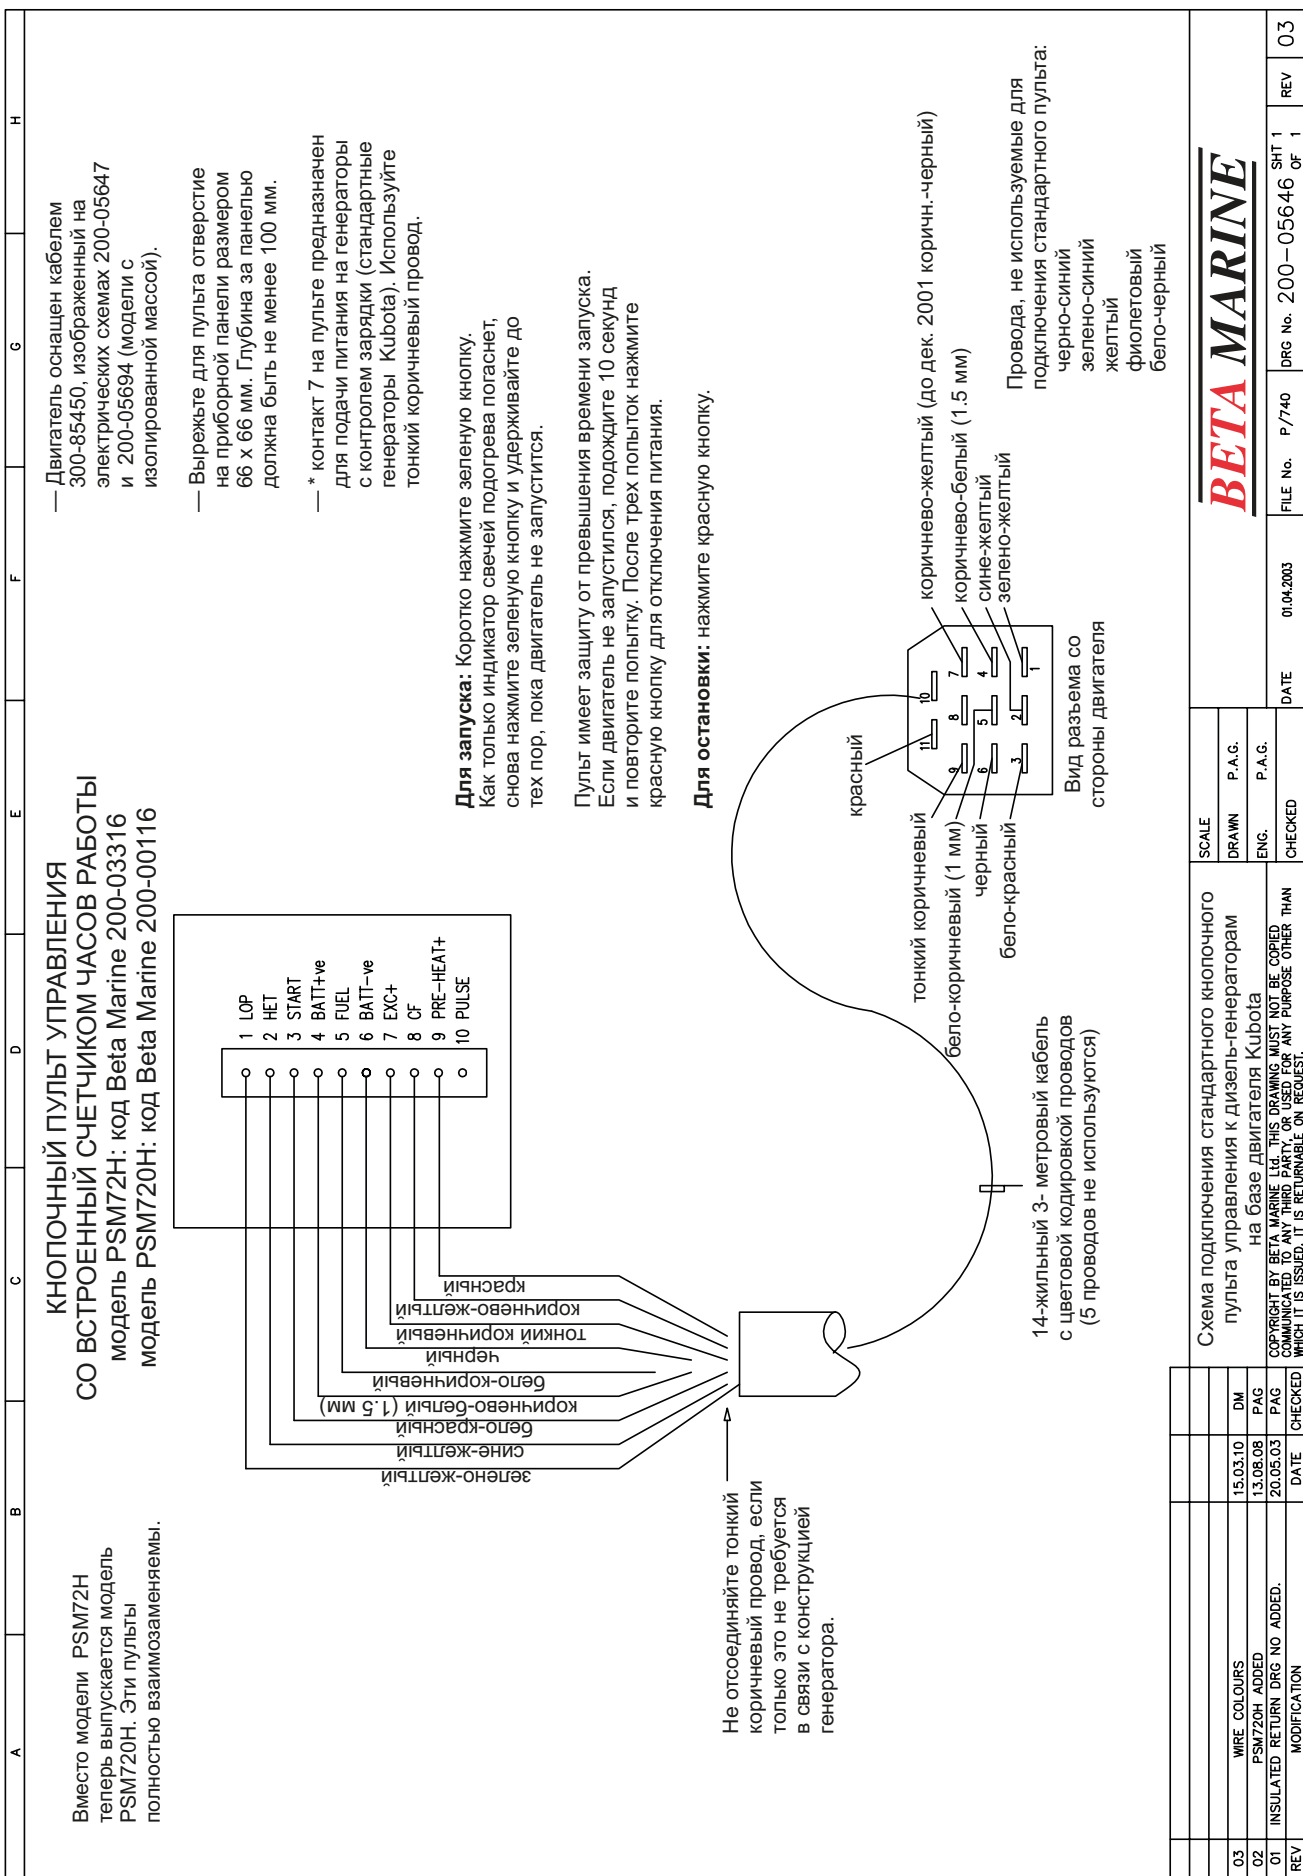 A
B
C
D
E
F
G
H
Вместо модели PSM72H
теперь выпускается модель
PSM720H. Эти пульты
полностью взаимозаменяемы.
КНОПОЧНЫЙ ПУЛЬТ УПРАВЛЕНИЯ
СО ВСТРОЕННЫЙ СЧЕТЧИКОМ ЧАСОВ РАБОТЫ
модель PSM72H: код Beta Marine 200-03316
модель PSM720H: код Beta Marine 200-00116
— Двигатель оснащен кабелем
300-85450, изображенный на
электрических схемах 200-05647
и 200-05694 (модели с
изолированной массой).
— Вырежьте для пульта отверстие
на приборной панели размером
66 x 66 мм. Глубина за панелью
должна быть не менее 100 мм.
— * контакт 7 на пульте предназначен
для подачи питания на генераторы
с контролем зарядки (стандартные
генераторы Kubota). Используйте
тонкий коричневый провод.
1 LOP
2 HET
3 START
4 BATT+ve
5 FUEL
6 BATT-ve
7 EXC+
8 CF
9 PRE-HEAT+
10 PULSE
красный
коричнево-желтый
тонкий коричневый
черный
бело-коричневый
коричнево-белый (1.5 мм)
бело-красный
сине-желтый
зелено-желтый
Для запуска: Коротко нажмите зеленую кнопку.
Как только индикатор свечей подогрева погаснет,
снова нажмите зеленую кнопку и удерживайте до
тех пор, пока двигатель не запустится.
Пульт имеет защиту от превышения времени запуска.
Если двигатель не запустился, подождите 10 секунд
и повторите попытку. После трех попыток нажмите
красную кнопку для отключения питания.
Для остановки: нажмите красную кнопку.
Не отсоединяйте тонкий
коричневый провод, если
только это не требуется
в связи с конструкцией
генератора.
14-жильный 3- метровый кабель
с цветовой кодировкой проводов
(5 проводов не используются)
красный
тонкий коричневый
бело-коричневый (1 мм)
черный
бело-красный
11
10
9
8
7
6
5
4
3
2
1
коричнево-желтый (до дек. 2001 коричн.-черный)
коричнево-белый (1.5 мм)
сине-желтый
зелено-желтый
Вид разъема со
стороны двигателя
Провода, не используемые для
подключения стандартного пульта:
черно-синий
зелено-синий
желтый
фиолетовый
бело-черный
03 WIRE COLOURS 15.03.10 DM
02 PSM720H ADDED 13.08.08 PAG
01 INSULATED RETURN DRG NO ADDED. 20.05.03 PAG
REV MODIFICATION DATE CHECKED
Схема подключения стандартного кнопочного
пульта управления к дизель-генераторам
на базе двигателя Kubota
COPYRIGHT BY BETA MARINE Ltd. THIS DRAWING MUST NOT BE COPIED
COMMUNICATED TO ANY THIRD PARTY, OR USED FOR ANY PURPOSE OTHER THAN
WHICH IT IS ISSUED. IT IS RETURNABLE ON REQUEST.
SCALE
DRAWN P.A.G.
ENG. P.A.G.
CHECKED
BETA MARINE
DATE 01.04.2003
FILE No. P/740
DRG No. 200-05646
SHT 1
OF 1
REV 03